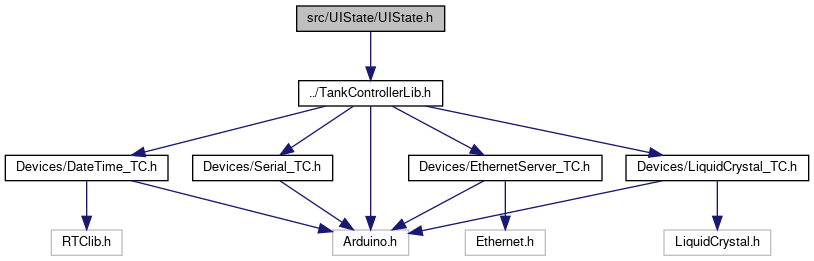 src/UIState/UIState.h
../TankControllerLib.h
Devices/DateTime_TC.h
Devices/Serial_TC.h
Devices/EthernetServer_TC.h
Devices/LiquidCrystal_TC.h
RTClib.h
Arduino.h
Ethernet.h
LiquidCrystal.h